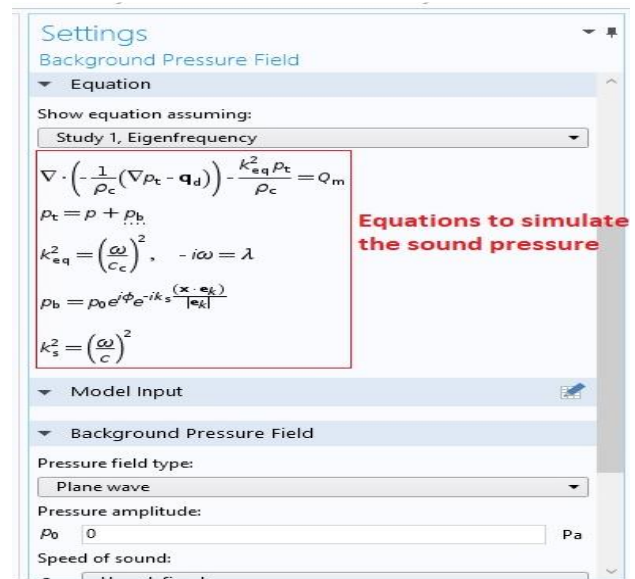 Settings
Background Pressure Field
Equation
Show equation assuming:
Study 1, Eigenfrequency
∇ · (-1/ρc (∇pt - qd)) - k²eq pt/ρc = Qm
pt = p + pb
k²eq = (ω/cc)², -iω = λ
pb = p0 e^{iϕ} e^{-iks (x · ek)/|ek|}
k²s = (ω/c)²
Equations to simulate
the sound pressure
Model Input
Background Pressure Field
Pressure field type:
Plane wave
Pressure amplitude:
p0 0 Pa
Speed of sound: